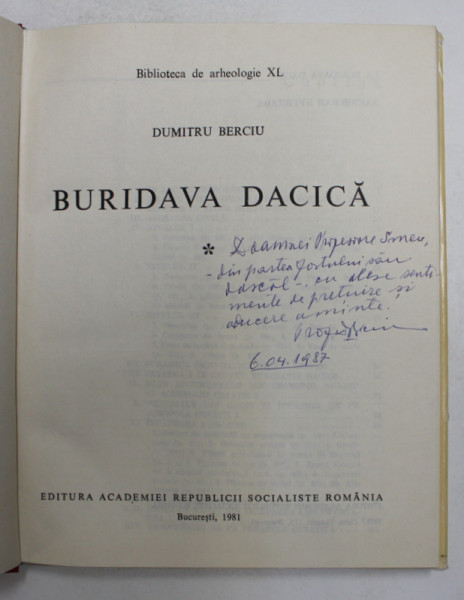 Biblioteca de arheologie XL
DUMITRU BERCIU
BURIDAVA DACICĂ
*
Doamnei Profesoare
- din partea fostului său
dascăl -, cu alese senti-
mente de prețuire și
aducere aminte.
6.04.1987
EDITURA ACADEMIEI REPUBLICII SOCIALISTE ROMÂNIA
București, 1981